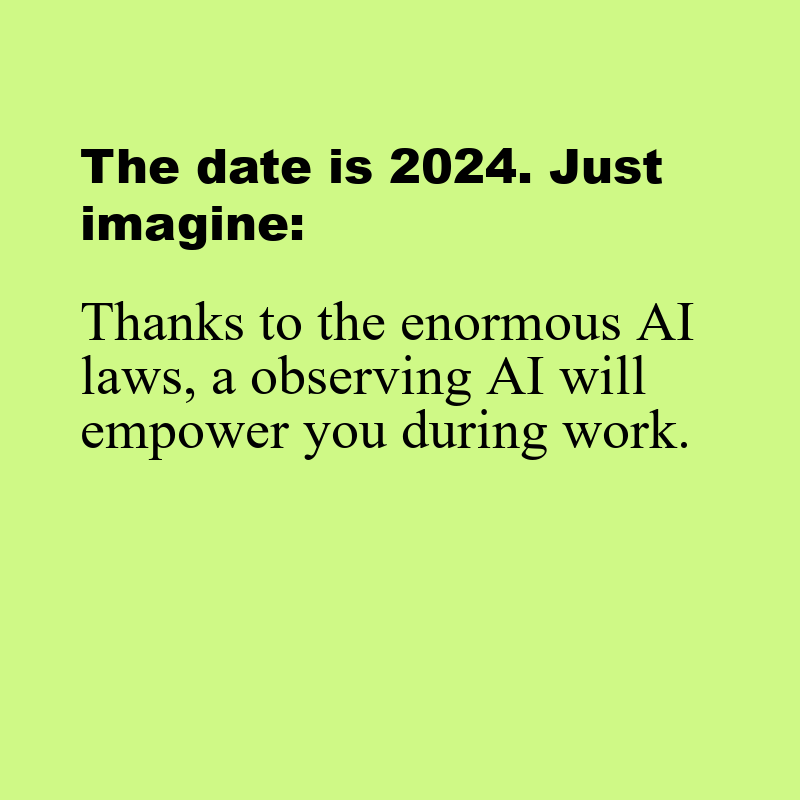 The date is 2024. Just
imagine:
Thanks to the enormous AI
laws, a observing AI will
empower you during work.